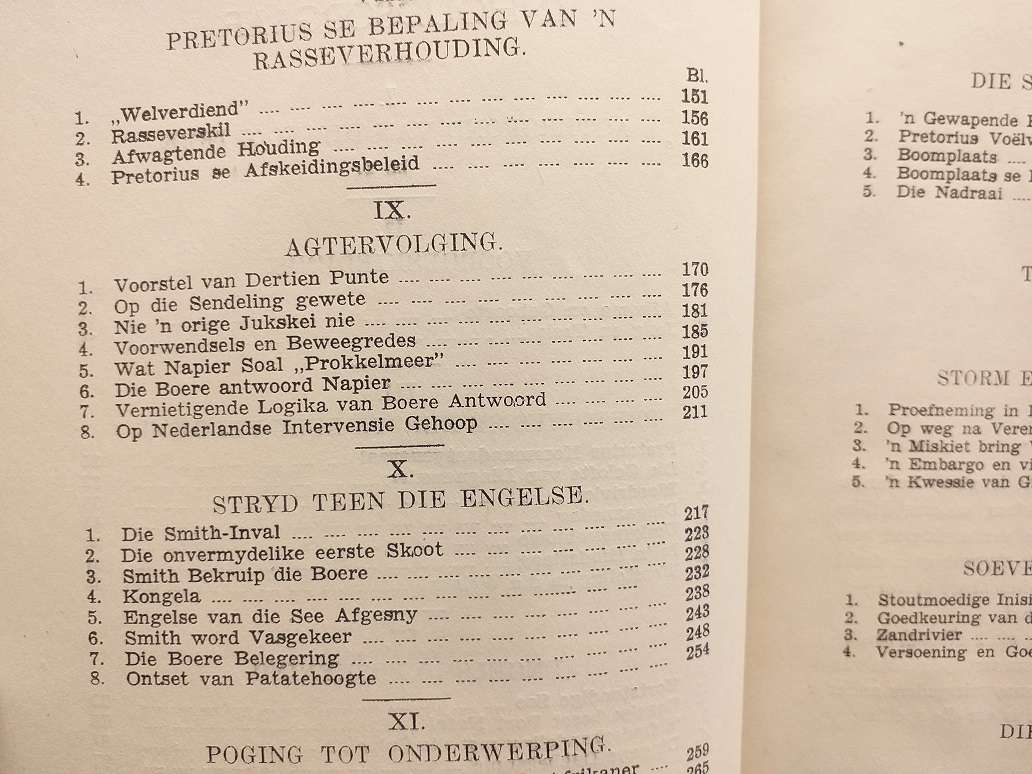 PRETORIUS SE BEPALING VAN 'N
RASSEVERHOUDING.
Bl.
1. „Welverdiend” 151
2. Rasseverskil 156
3. Afwagtende Houding 161
4. Pretorius se Afskeidingsbeleid 166
IX.
AGTERVOLGING.
1. Voorstel van Dertien Punte 170
2. Op die Sendeling gewete 176
3. Nie 'n orige Jukskei nie 181
4. Voorwendsels en Beweegredes 185
5. Wat Napier Soal „Prokkelmeer” 191
6. Die Boere antwoord Napier 197
7. Vernietigende Logika van Boere Antwoord 205
8. Op Nederlandse Intervensie Gehoop 211
X.
STRYD TEEN DIE ENGELSE.
1. Die Smith-Inval 217
2. Die onvermydelike eerste Skoot 223
3. Smith Bekruip die Boere 228
4. Kongela 232
5. Engelse van die See Afgesny 238
6. Smith word Vasgekeer 243
7. Die Boere Belegering 248
8. Ontset van Patatehoogte 254
XI.
POGING TOT ONDERWERPING.
259
265
DIE S
1. 'n Gewapende
2. Pretorius
3. Boomplaats
4. Boomplaats se
5. Die Nadraai
T
STORM E
1. Proefneming in
2. Op weg na
3. 'n Miskiet bring
4. 'n Embargo en
5. 'n Kwessie van
SOEVE
1. Stoutmoedige
2. Goedkeuring van
3. Zandrivier
4. Versoening en
DIE